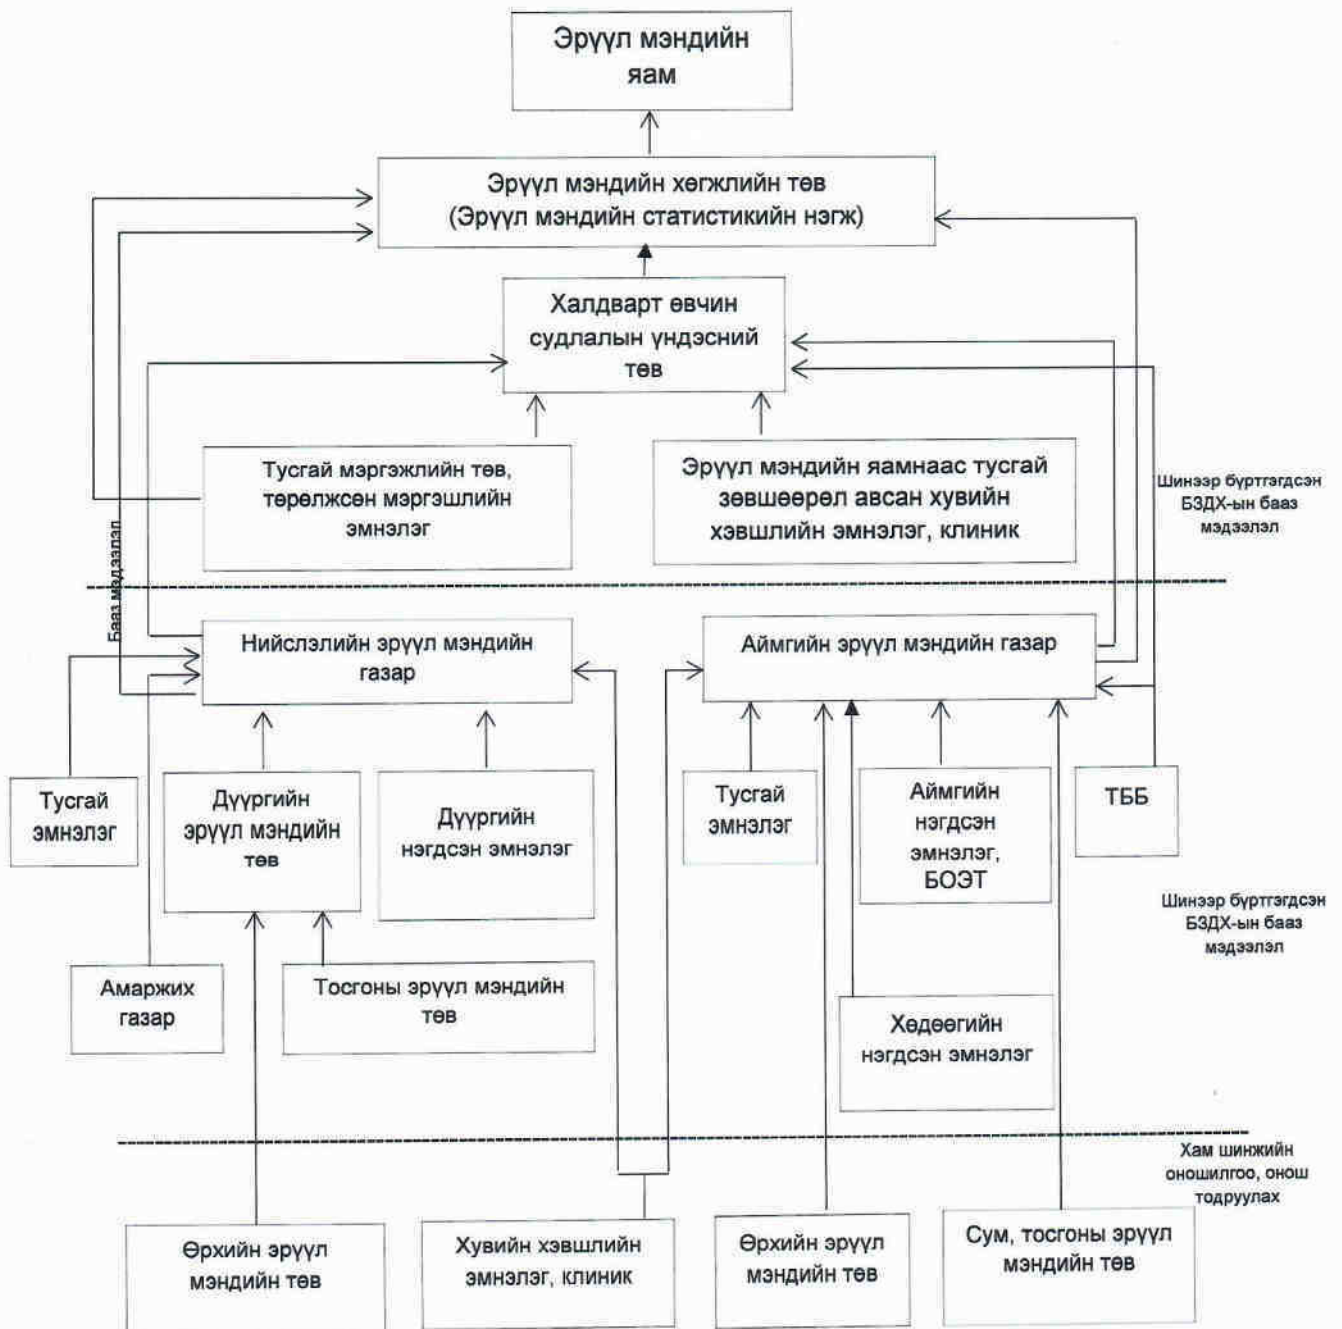 Эрүүл мэндийн
яам
Эрүүл мэндийн хөгжлийн төв
(Эрүүл мэндийн статистикийн нэгж)
Халдварт өвчин
судлалын үндэсний
төв
Тусгай мэргэжлийн төв,
төрөлжсөн мэргэшлийн
эмнэлэг
Эрүүл мэндийн яамнаас тусгай
зөвшөөрөл авсан хувийн
хэвшлийн эмнэлэг, клиник
Шинээр бүртгэгдсэн
БЗДХ-ын бааз
мэдээлэл
Бааз мэдээлэл
Нийслэлийн эрүүл мэндийн
газар
Аймгийн эрүүл мэндийн газар
Тусгай
эмнэлэг
Дүүргийн
эрүүл мэндийн
төв
Дүүргийн
нэгдсэн эмнэлэг
Тусгай
эмнэлэг
Аймгийн
нэгдсэн
эмнэлэг,
БОЭТ
ТББ
Шинээр бүртгэгдсэн
БЗДХ-ын бааз
мэдээлэл
Амаржих
газар
Тосгоны эрүүл мэндийн
төв
Хөдөөгийн
нэгдсэн эмнэлэг
Хам шинжийн
оношилгоо, онош
тодруулах
Өрхийн эрүүл
мэндийн төв
Хувийн хэвшлийн
эмнэлэг, клиник
Өрхийн эрүүл
мэндийн төв
Сум, тосгоны эрүүл
мэндийн төв